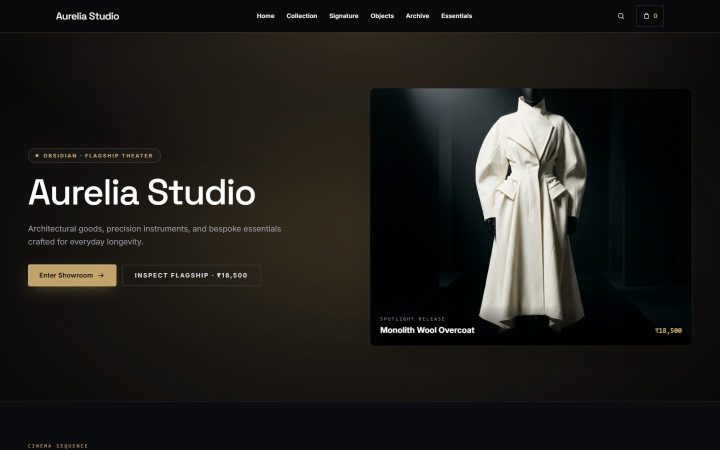 Aurelia Studio
Home Collection Signature Objects Archive Essentials
0
OBSIDIAN · FLAGSHIP THEATER
Aurelia Studio
Architectural goods, precision instruments, and bespoke essentials
crafted for everyday longevity.
Enter Showroom →
INSPECT FLAGSHIP · ₹18,500
SPOTLIGHT RELEASE
Monolith Wool Overcoat
₹18,500
CINEMA SEQUENCE